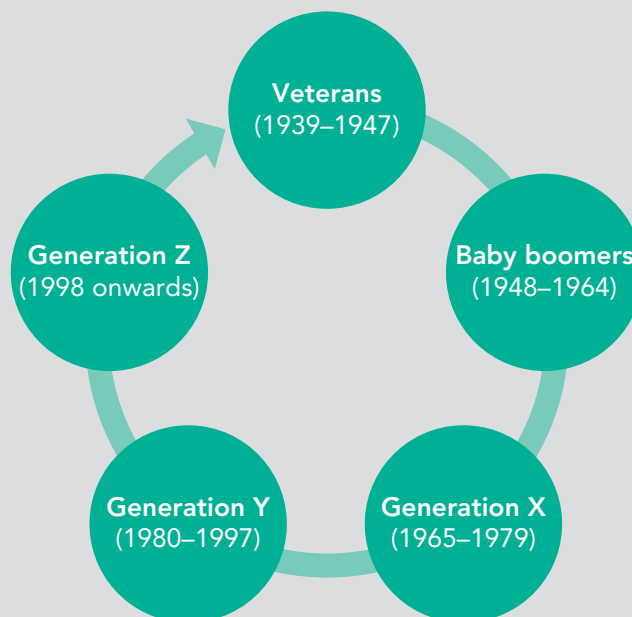 Veterans
(1939–1947)
Baby boomers
(1948–1964)
Generation X
(1965–1979)
Generation Y
(1980–1997)
Generation Z
(1998 onwards)